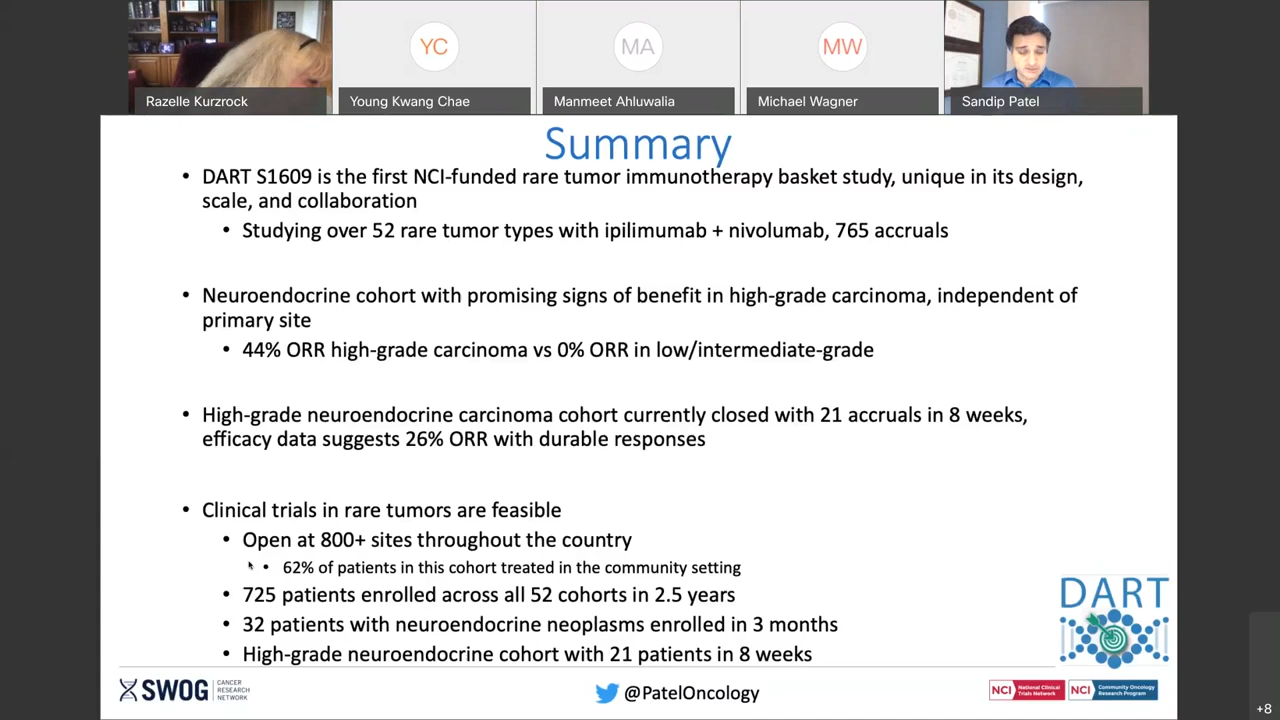 YC
MA
MW
Razelle Kurzrock
Young Kwang Chae
Manmeet Ahluwalia
Michael Wagner
Sandip Patel
Summary
• DART S1609 is the first NCI-funded rare tumor immunotherapy basket study, unique in its design,
scale, and collaboration
• Studying over 52 rare tumor types with ipilimumab + nivolumab, 765 accruals
• Neuroendocrine cohort with promising signs of benefit in high-grade carcinoma, independent of
primary site
• 44% ORR high-grade carcinoma vs 0% ORR in low/intermediate-grade
• High-grade neuroendocrine carcinoma cohort currently closed with 21 accruals in 8 weeks,
efficacy data suggests 26% ORR with durable responses
• Clinical trials in rare tumors are feasible
• Open at 800+ sites throughout the country
• 62% of patients in this cohort treated in the community setting
• 725 patients enrolled across all 52 cohorts in 2.5 years
• 32 patients with neuroendocrine neoplasms enrolled in 3 months
• High-grade neuroendocrine cohort with 21 patients in 8 weeks
DART
SWOG
CANCER
RESEARCH
NETWORK
@PatelOncology
NCI
National Clinical
Trials Network
NCI
Community Oncology
Research Program
+8